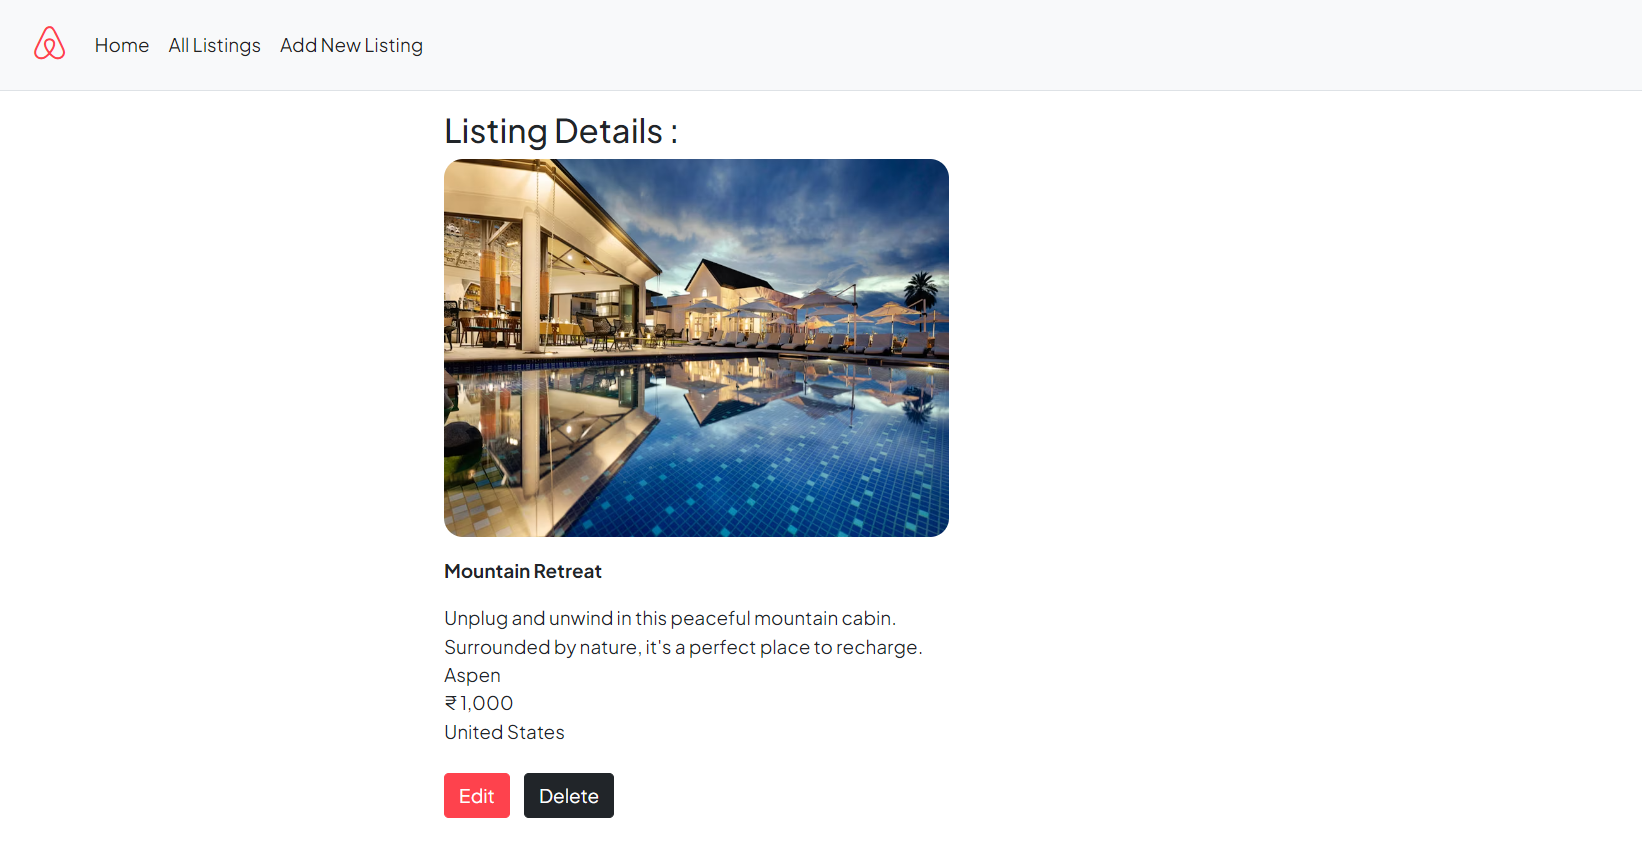 Home All Listings Add New Listing
Listing Details :
Mountain Retreat
Unplug and unwind in this peaceful mountain cabin.
Surrounded by nature, it's a perfect place to recharge.
Aspen
₹ 1,000
United States
Edit Delete